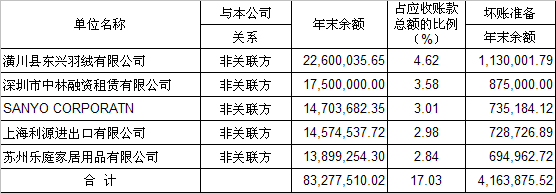 单位名称 与本公司关系 年末余额 占应收账款总额的比例（%） 坏账准备年末余额
潢川县东兴羽绒有限公司 非关联方 22,600,035.65 4.62 1,130,001.79
深圳市中林融资租赁有限公司 非关联方 17,500,000.00 3.58 875,000.00
SANYO CORPORATN 非关联方 14,703,682.35 3.01 735,184.12
上海利源进出口有限公司 非关联方 14,574,537.72 2.98 728,726.89
苏州乐庭家居用品有限公司 非关联方 13,899,254.30 2.84 694,962.72
合 计 83,277,510.02 17.03 4,163,875.52